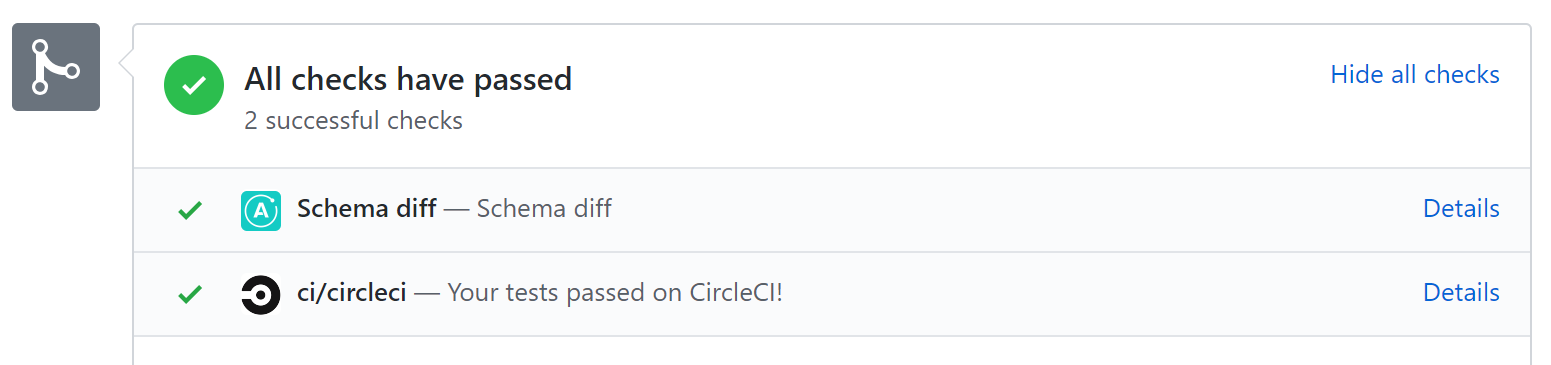 All checks have passed
Hide all checks
2 successful checks
Schema diff — Schema diff
Details
ci/circleci — Your tests passed on CircleCI!
Details